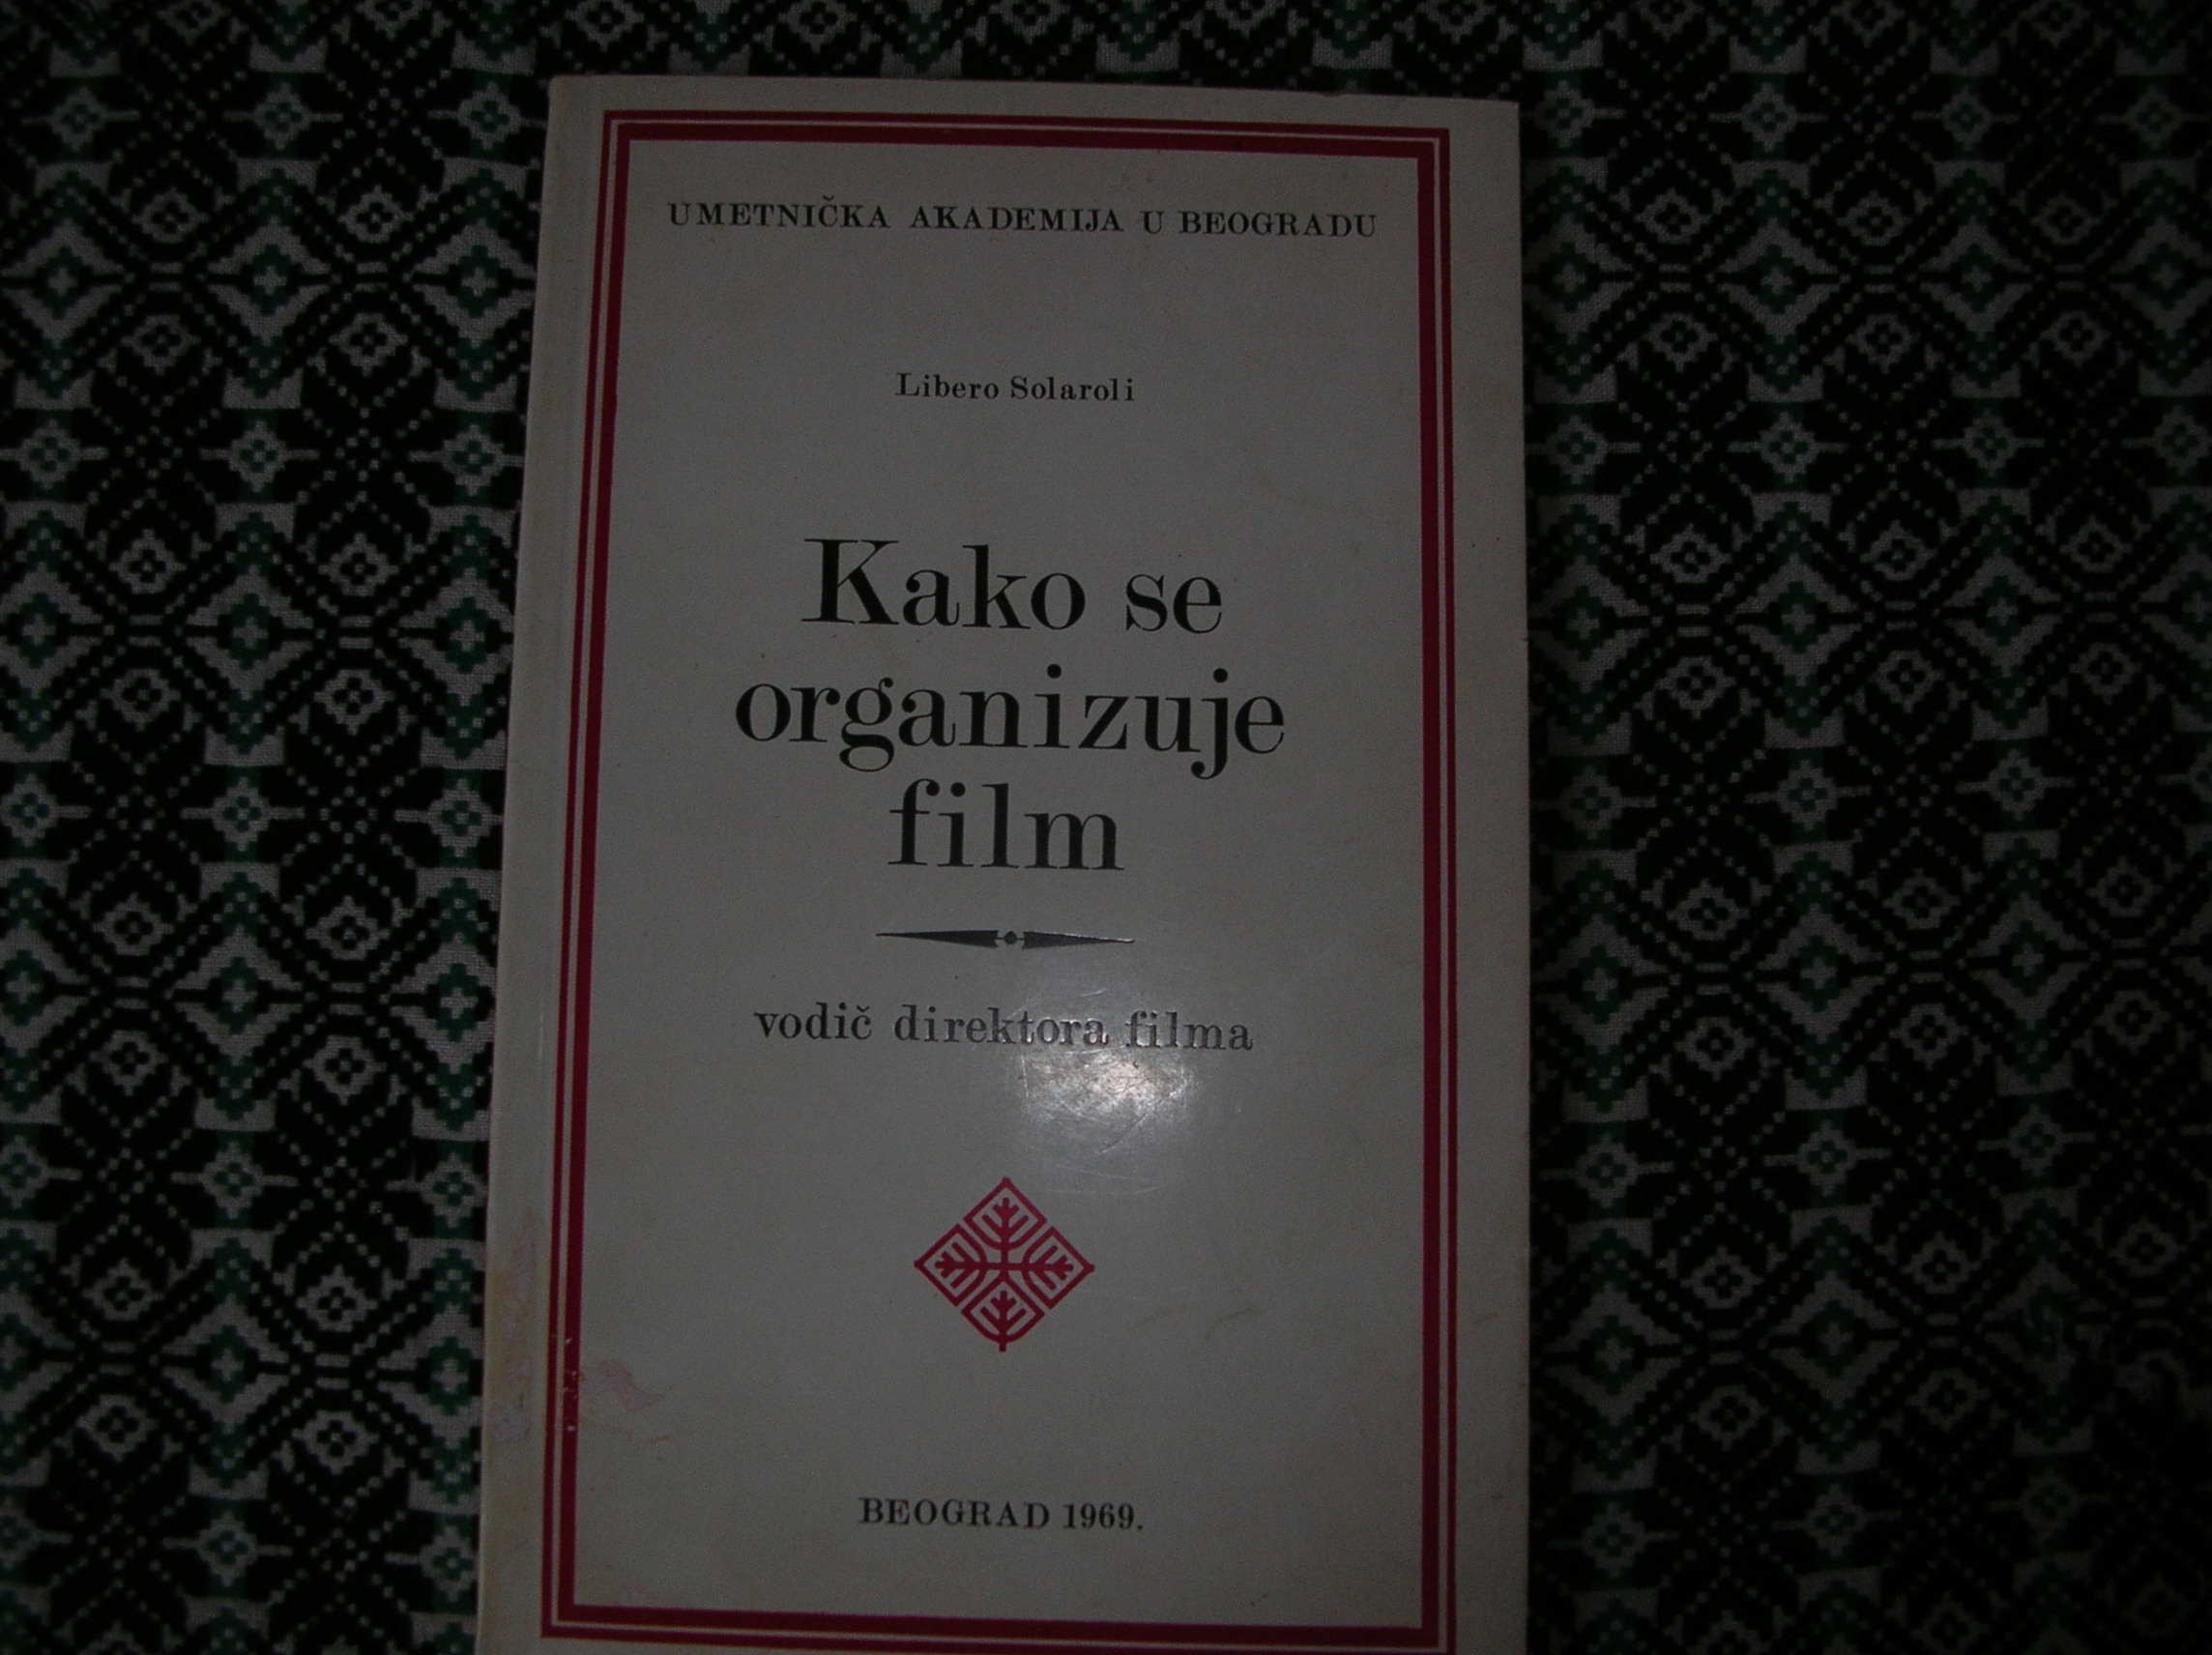 UMETNIČKA AKADEMIJA U BEOGRADU
Libero Solaroli
Kako se
organizuje
film
vodič direktora filma
BEOGRAD 1969.